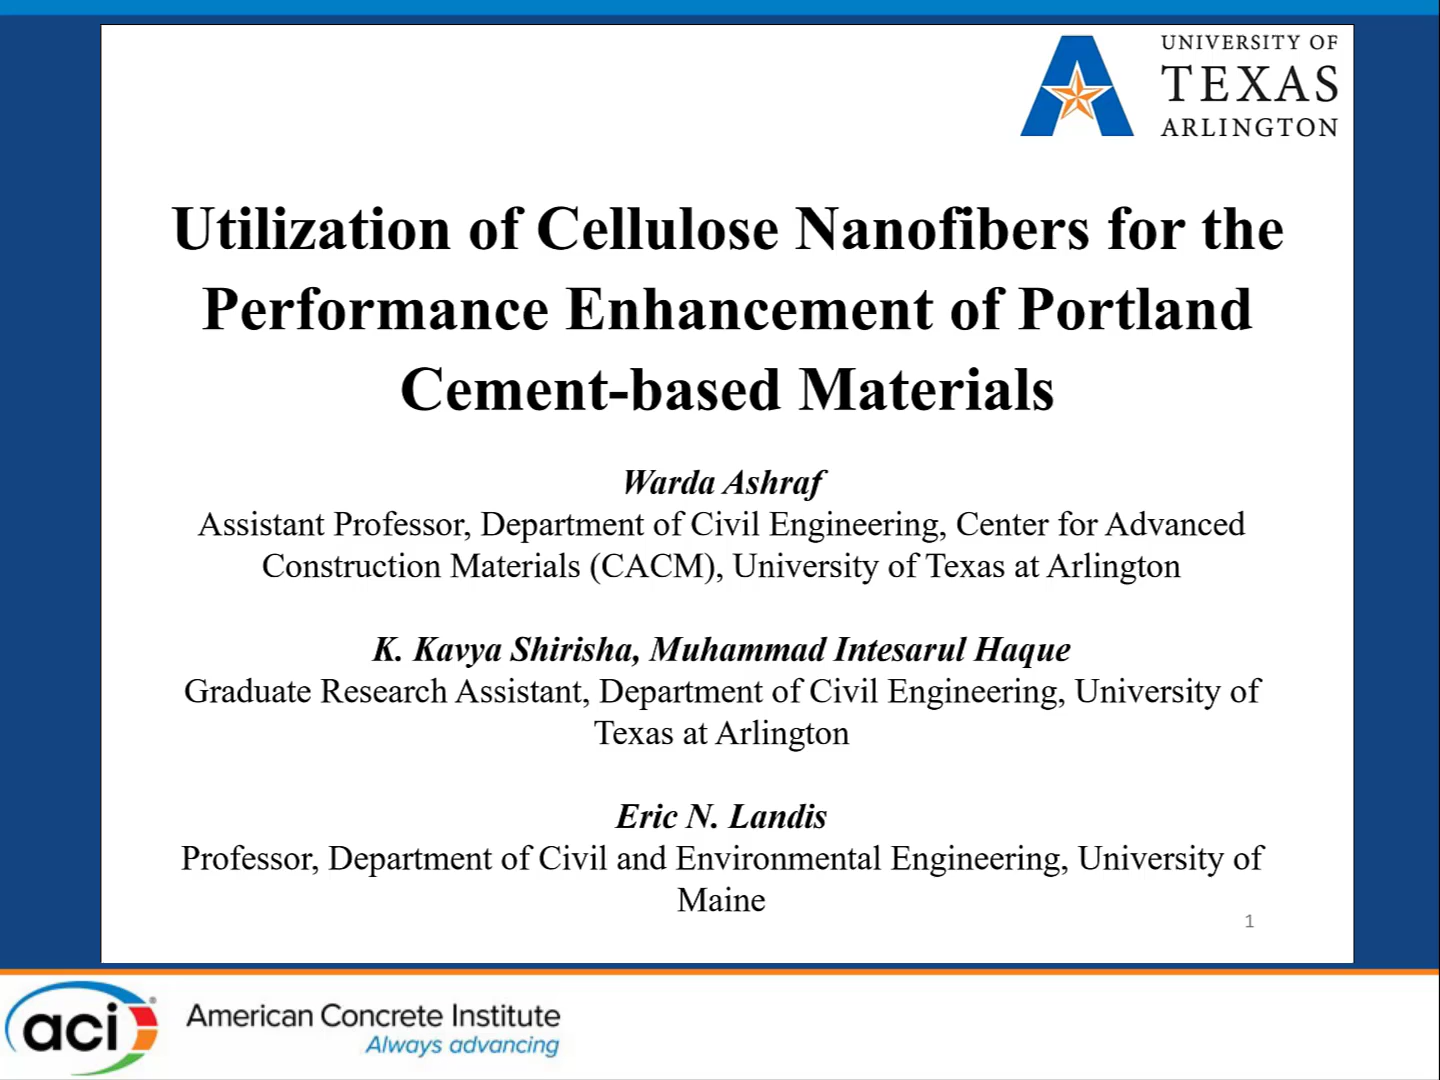 UNIVERSITY OF
TEXAS
ARLINGTON
Utilization of Cellulose Nanofibers for the
Performance Enhancement of Portland
Cement-based Materials
Warda Ashraf
Assistant Professor, Department of Civil Engineering, Center for Advanced
Construction Materials (CACM), University of Texas at Arlington
K. Kavya Shirisha, Muhammad Intesarul Haque
Graduate Research Assistant, Department of Civil Engineering, University of
Texas at Arlington
Eric N. Landis
Professor, Department of Civil and Environmental Engineering, University of
Maine
1
aci®
American Concrete Institute
Always advancing